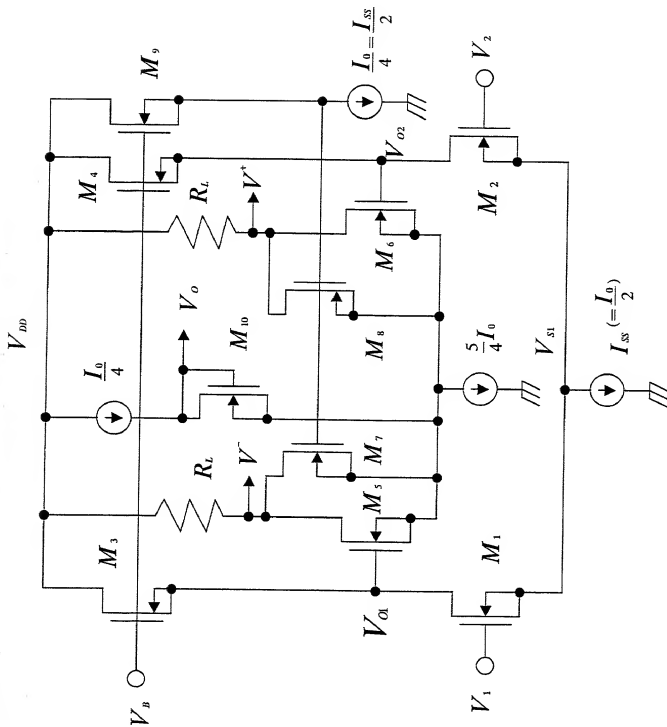 V_DD
I_0/4
I_0/4 = I_SS/2
M_3
R_L
V_O
R_L
M_4
M_9
V_B
V^-
M_10
V^+
M_7
M_5
M_8
M_6
V_O1
V_O2
5/4 I_0
V_1
M_1
V_S1
M_2
V_2
I_SS (= I_0/2)